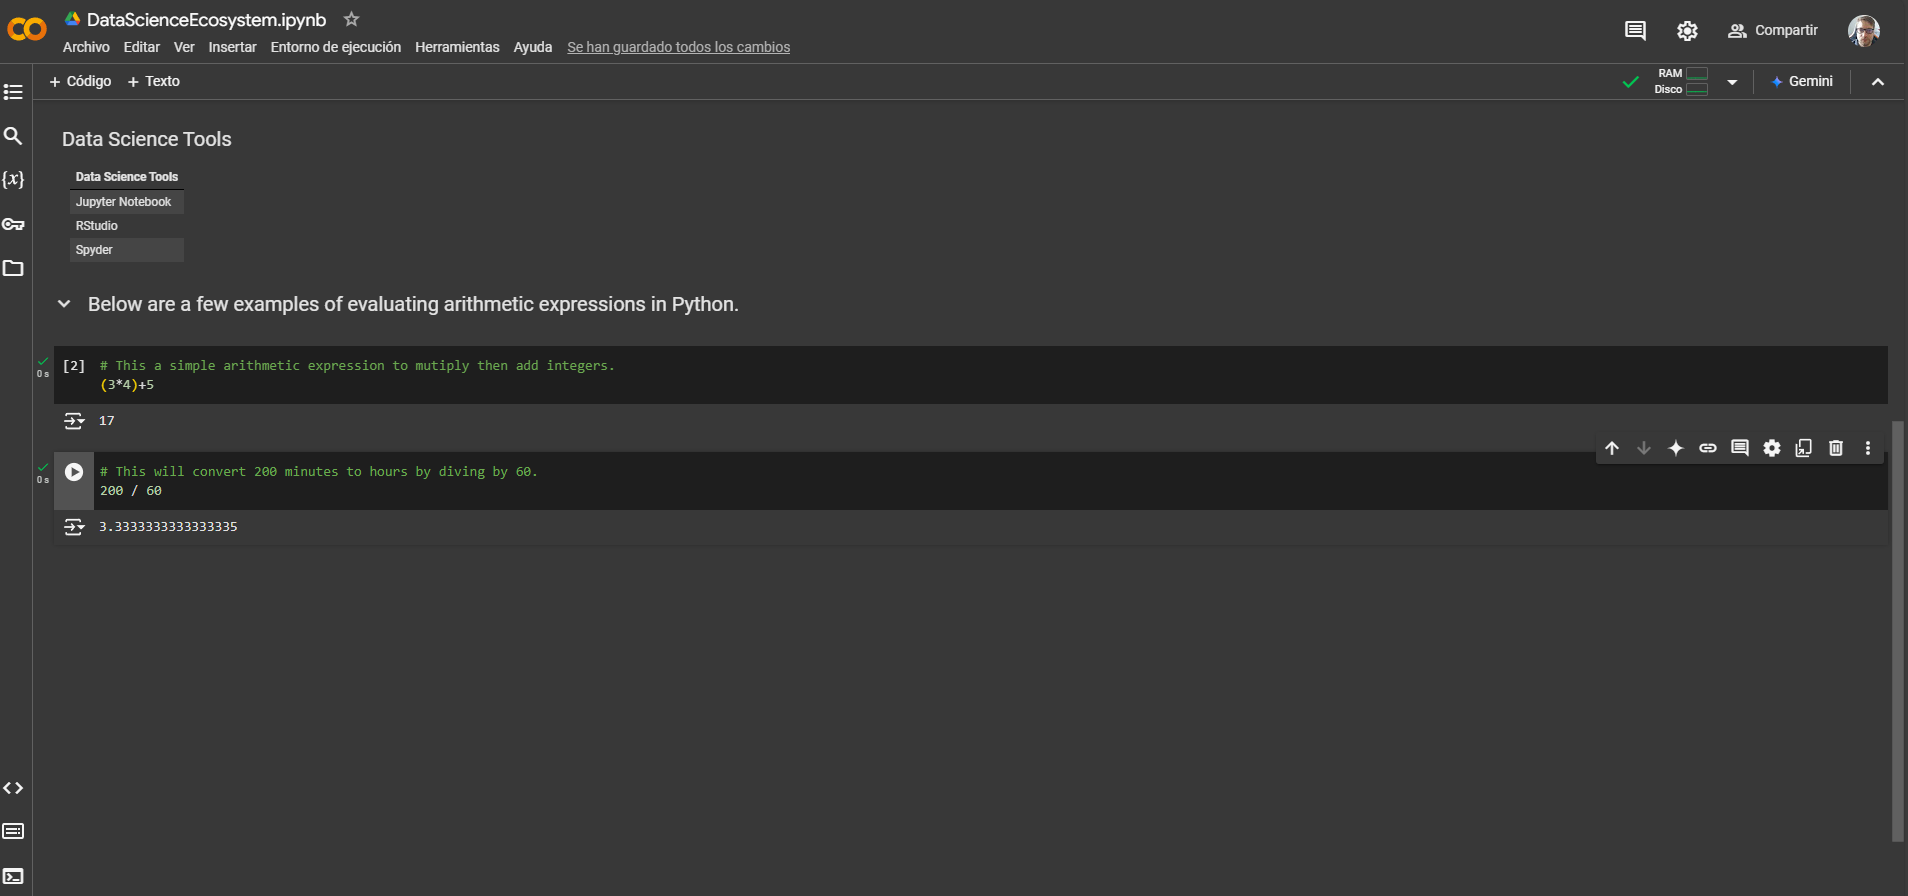 DataScienceEcosystem.ipynb
Archivo Editar Ver Insertar Entorno de ejecución Herramientas Ayuda Se han guardado todos los cambios
Compartir
+ Código + Texto
RAM
Disco
Gemini
Data Science Tools
Data Science Tools
Jupyter Notebook
RStudio
Spyder
Below are a few examples of evaluating arithmetic expressions in Python.
[2] # This a simple arithmetic expression to mutiply then add integers.
0 s
(3*4)+5
17
# This will convert 200 minutes to hours by diving by 60.
0 s
200 / 60
3.3333333333333335